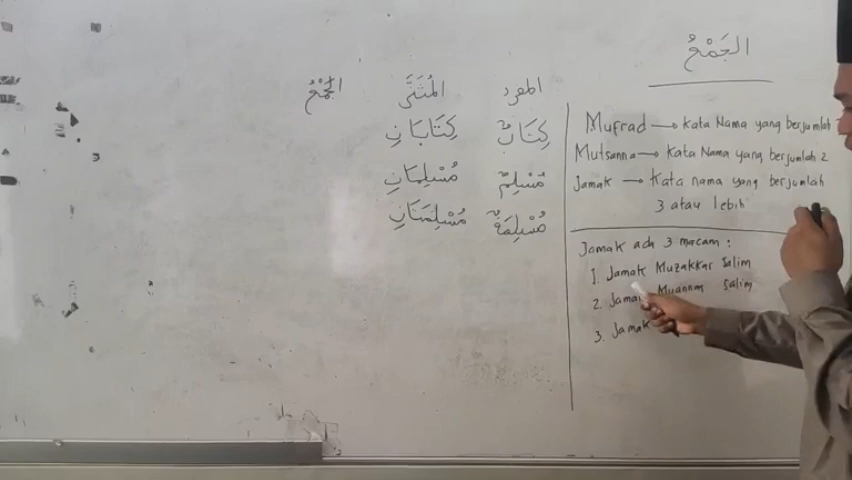 الجَمْعُ
المفرد المُثَنَّى الجَمْعُ
كِتَابٌ كِتَابَانِ
مُسْلِمٌ مُسْلِمَانِ
مُسْلِمَةٌ مُسْلِمَتَانِ
Mufrad → Kata Nama yang berjumlah
Mutsanna → Kata Nama yang berjumlah 2
Jamak → Kata nama yang berjumlah
3 atau lebih
Jamak ada 3 macam :
1. Jamak Muzakkar Salim
2. Jamak Muannas Salim
3. Jamak